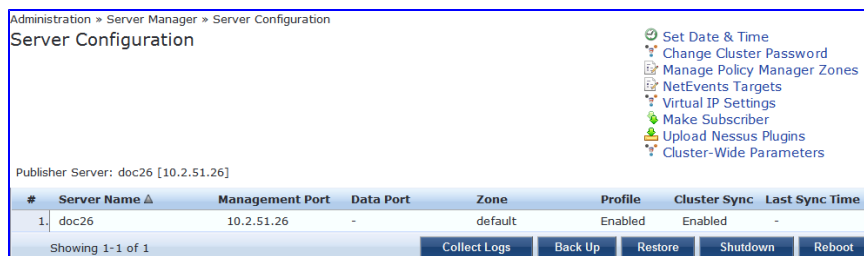 Administration » Server Manager » Server Configuration
Server Configuration
Set Date & Time
Change Cluster Password
Manage Policy Manager Zones
NetEvents Targets
Virtual IP Settings
Make Subscriber
Upload Nessus Plugins
Cluster-Wide Parameters
Publisher Server: doc26 [10.2.51.26]
# Server Name Management Port Data Port Zone Profile Cluster Sync Last Sync Time
1. doc26 10.2.51.26 - default Enabled Enabled -
Showing 1-1 of 1 Collect Logs Back Up Restore Shutdown Reboot